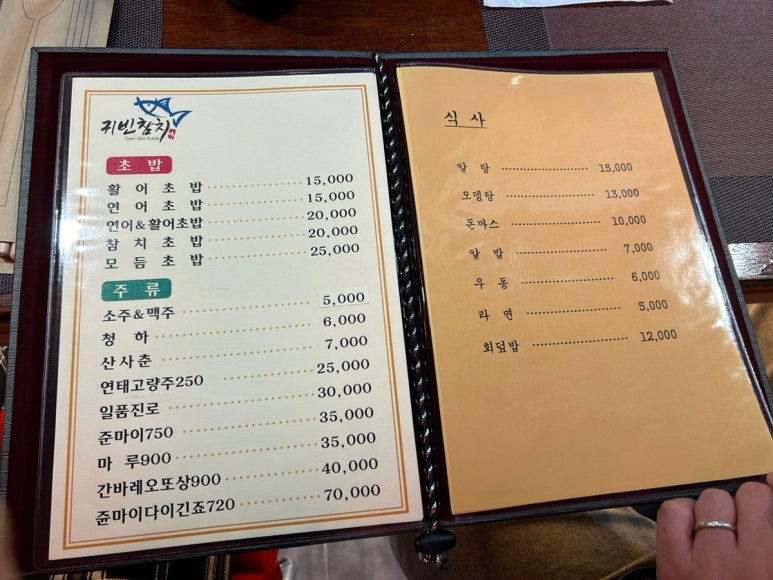 귀빈참치
Gwi-bin tuna
초밥
활어초밥 15,000
연어초밥 15,000
연어&활어초밥 20,000
참치초밥 20,000
모듬초밥 25,000
주류
소주&맥주 5,000
청하 6,000
산사춘 7,000
연태고량주250 25,000
일품진로 30,000
준마이750 35,000
마루900 35,000
간바레오또상900 40,000
쥰마이다이긴죠720 70,000
식사
알탕 15,000
오뎅탕 13,000
돈까스 10,000
알밥 7,000
우동 6,000
라면 5,000
회덮밥 12,000